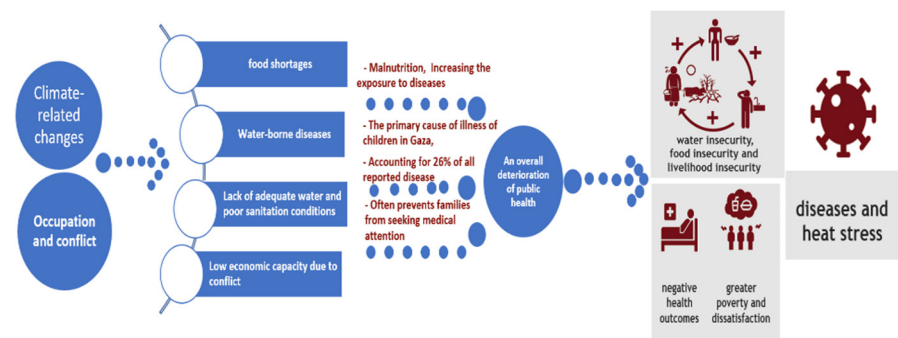 Climate-
related
changes
Occupation
and conflict
food shortages
Water-borne diseases
Lack of adequate water and
poor sanitation conditions
Low economic capacity due to
conflict
- Malnutrition, Increasing the
exposure to diseases
- The primary cause of illness of
children in Gaza,
- Accounting for 26% of all
reported disease
- Often prevents families
from seeking medical
attention
An overall
deterioration
of public
health
water insecurity,
food insecurity and
livelihood insecurity
negative
health
outcomes
greater
poverty and
dissatisfaction
diseases and
heat stress